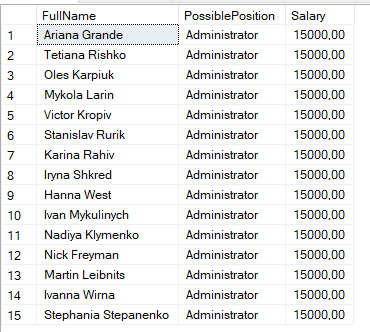 FullName PossiblePosition Salary
1 Ariana Grande Administrator 15000,00
2 Tetiana Rishko Administrator 15000,00
3 Oles Karpiuk Administrator 15000,00
4 Mykola Larin Administrator 15000,00
5 Victor Kropiv Administrator 15000,00
6 Stanislav Rurik Administrator 15000,00
7 Karina Rahiv Administrator 15000,00
8 Iryna Shkred Administrator 15000,00
9 Hanna West Administrator 15000,00
10 Ivan Mykulinych Administrator 15000,00
11 Nadiya Klymenko Administrator 15000,00
12 Nick Freyman Administrator 15000,00
13 Martin Leibnits Administrator 15000,00
14 Ivanna Wirna Administrator 15000,00
15 Stephania Stepanenko Administrator 15000,00